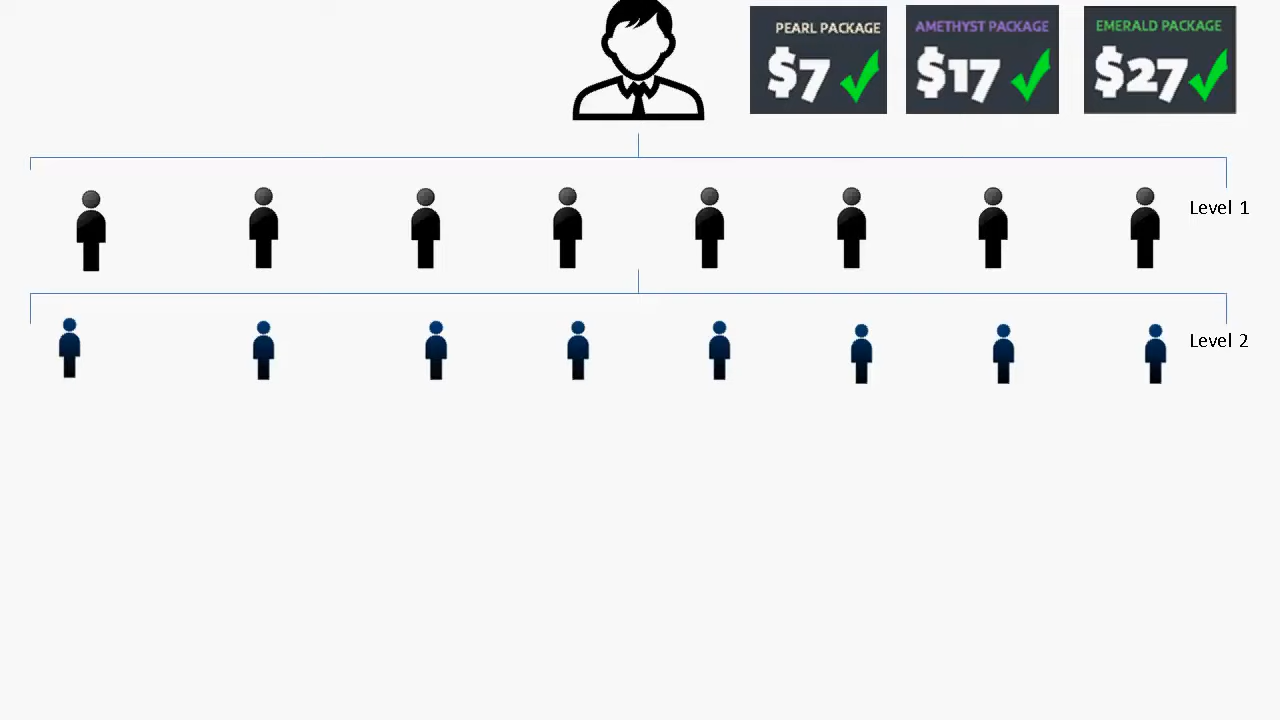 PEARL PACKAGE
$7
AMETHYST PACKAGE
$17
EMERALD PACKAGE
$27
Level 1
Level 2